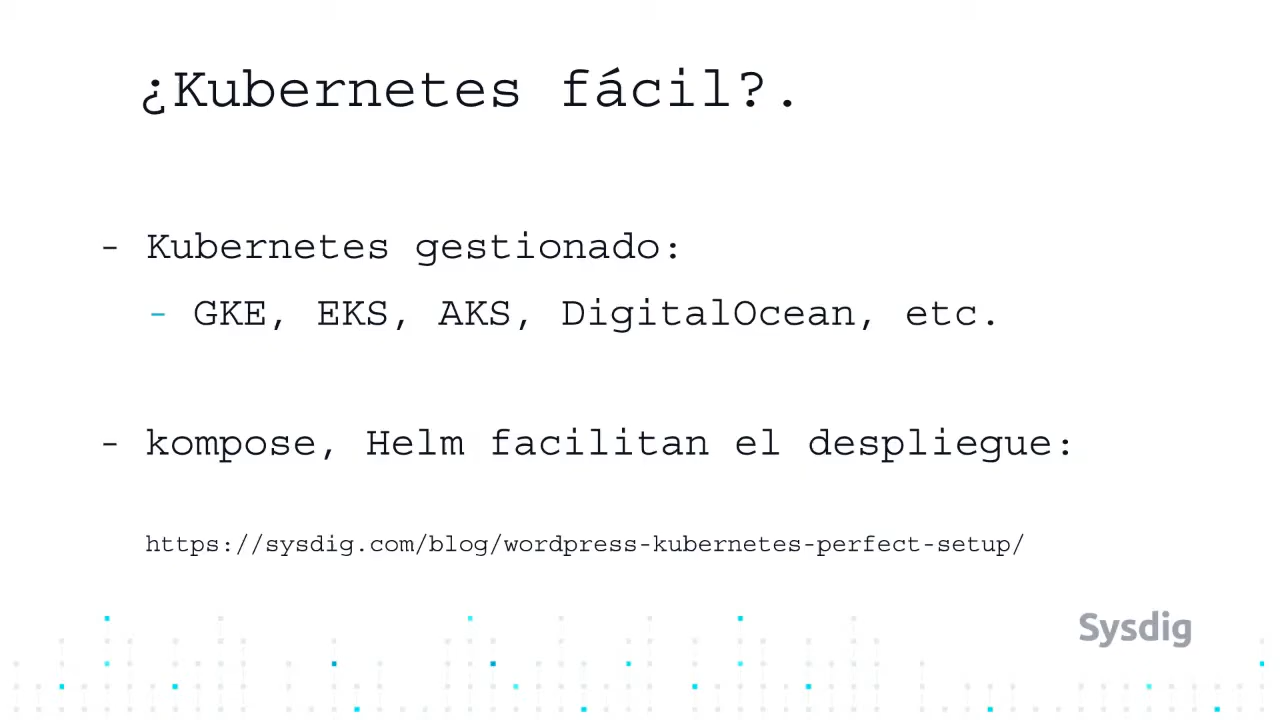 ¿Kubernetes fácil?.
- Kubernetes gestionado:
- GKE, EKS, AKS, DigitalOcean, etc.
- kompose, Helm facilitan el despliegue:
https://sysdig.com/blog/wordpress-kubernetes-perfect-setup/
Sysdig